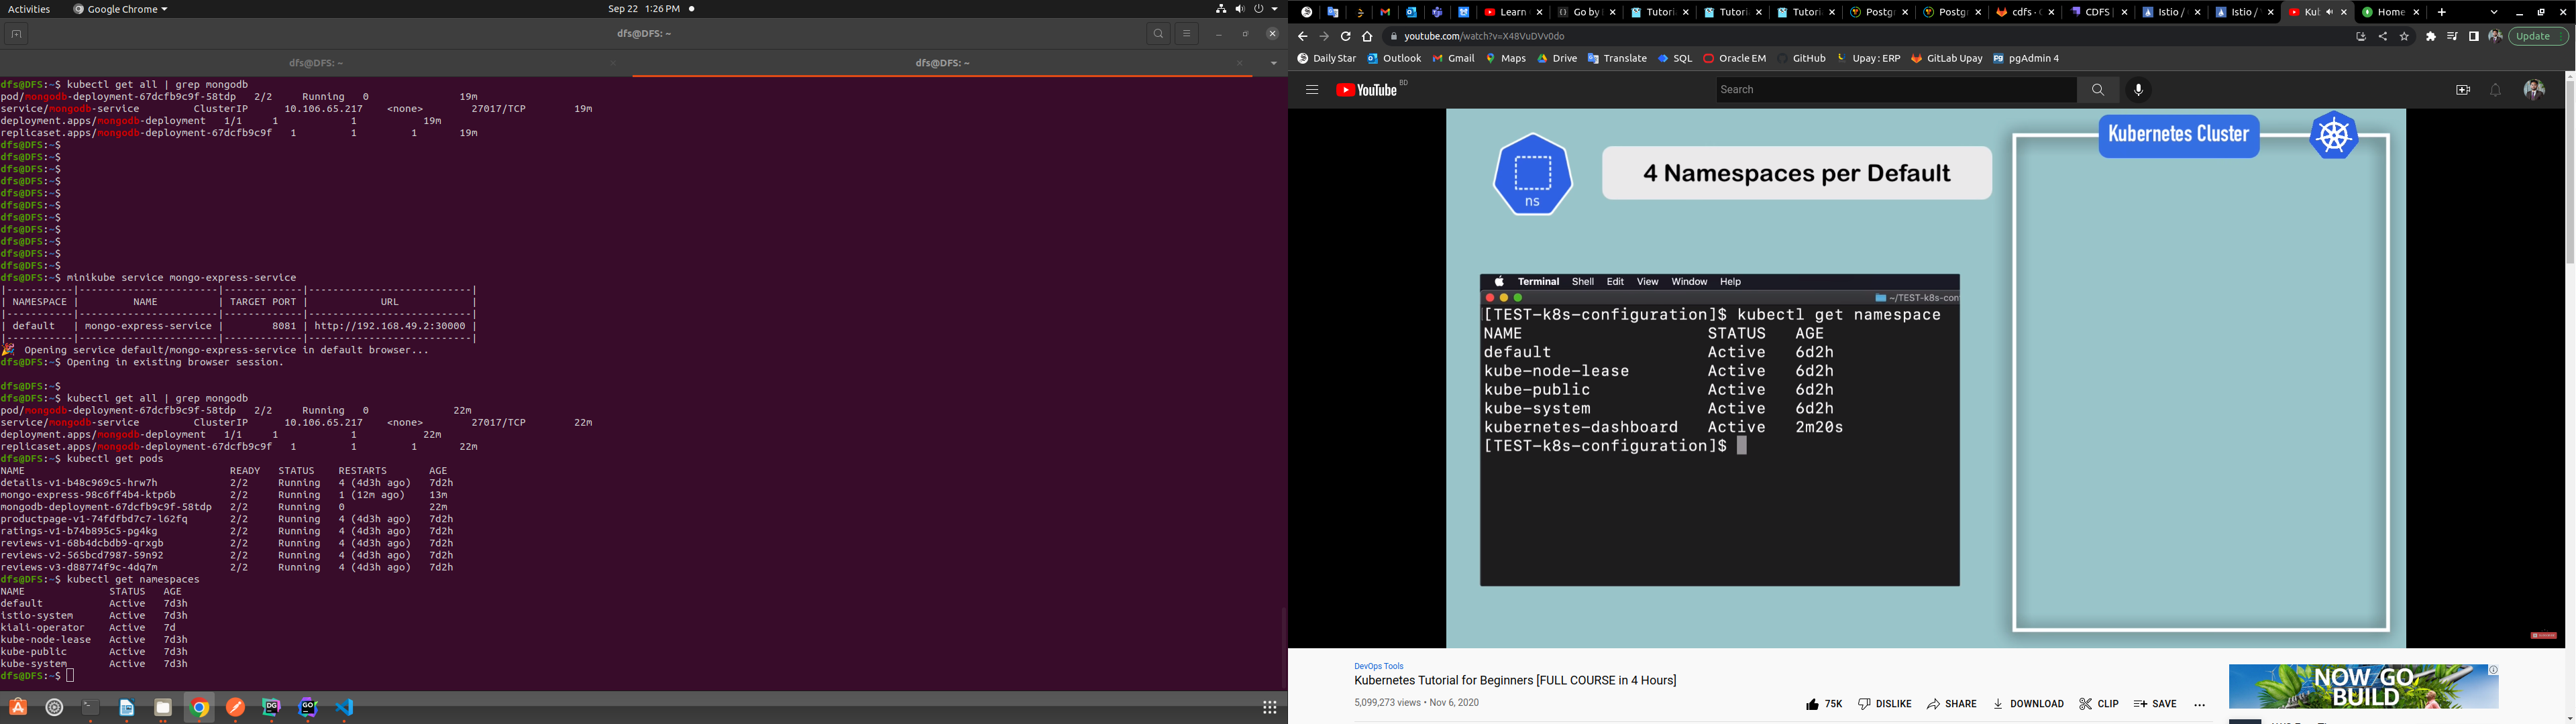 Activities
Google Chrome
Sep 22 1:26 PM
dfs@DFS: ~
dfs@DFS: ~
dfs@DFS: ~
dfs@DFS:~$ kubectl get all | grep mongodb
pod/mongodb-deployment-67dcfb9c9f-58tdp 2/2 Running 0 19m
service/mongodb-service ClusterIP 10.106.65.217 <none> 27017/TCP 19m
deployment.apps/mongodb-deployment 1/1 1 1 19m
replicaset.apps/mongodb-deployment-67dcfb9c9f 1 1 1 19m
dfs@DFS:~$
dfs@DFS:~$
dfs@DFS:~$
dfs@DFS:~$
dfs@DFS:~$
dfs@DFS:~$
dfs@DFS:~$
dfs@DFS:~$
dfs@DFS:~$
dfs@DFS:~$
dfs@DFS:~$
dfs@DFS:~$ minikube service mongo-express-service
|-----------|-----------------------|-------------|---------------------------|
| NAMESPACE | NAME | TARGET PORT | URL |
|-----------|-----------------------|-------------|---------------------------|
| default | mongo-express-service | 8081 | http://192.168.49.2:30000 |
|-----------|-----------------------|-------------|---------------------------|
🎉 Opening service default/mongo-express-service in default browser...
dfs@DFS:~$ Opening in existing browser session.
dfs@DFS:~$
dfs@DFS:~$ kubectl get all | grep mongodb
pod/mongodb-deployment-67dcfb9c9f-58tdp 2/2 Running 0 22m
service/mongodb-service ClusterIP 10.106.65.217 <none> 27017/TCP 22m
deployment.apps/mongodb-deployment 1/1 1 1 22m
replicaset.apps/mongodb-deployment-67dcfb9c9f 1 1 1 22m
dfs@DFS:~$ kubectl get pods
NAME READY STATUS RESTARTS AGE
details-v1-b48c969c5-hrw7h 2/2 Running 4 (4d3h ago) 7d2h
mongo-express-98c6ff4b4-ktp6b 2/2 Running 1 (12m ago) 13m
mongodb-deployment-67dcfb9c9f-58tdp 2/2 Running 0 22m
productpage-v1-74fdfbd7c7-l62fq 2/2 Running 4 (4d3h ago) 7d2h
ratings-v1-b74b895c5-pg4kg 2/2 Running 4 (4d3h ago) 7d2h
reviews-v1-68b4dcbdb9-qrxgb 2/2 Running 4 (4d3h ago) 7d2h
reviews-v2-565bcd7987-59n92 2/2 Running 4 (4d3h ago) 7d2h
reviews-v3-d88774f9c-4dq7m 2/2 Running 4 (4d3h ago) 7d2h
dfs@DFS:~$ kubectl get namespaces
NAME STATUS AGE
default Active 7d3h
istio-system Active 7d3h
kiali-operator Active 7d
kube-node-lease Active 7d3h
kube-public Active 7d3h
kube-system Active 7d3h
dfs@DFS:~$
DG
GO
Learn Go by Tutoria Tutoria Tutoria Postgr Postgr cdfs · CDFS Istio / Istio / Kub Home
youtube.com/watch?v=X48VuDVv0do
Update
Daily Star Outlook Gmail Maps Drive Translate SQL Oracle EM GitHub Upay : ERP GitLab Upay pgAdmin 4
YouTube BD
Search
ns
4 Namespaces per Default
Kubernetes Cluster
Terminal Shell Edit View Window Help
~/TEST-k8s-con
[TEST-k8s-configuration]$ kubectl get namespace
NAME STATUS AGE
default Active 6d2h
kube-node-lease Active 6d2h
kube-public Active 6d2h
kube-system Active 6d2h
kubernetes-dashboard Active 2m20s
[TEST-k8s-configuration]$
DevOps Tools
Kubernetes Tutorial for Beginners [FULL COURSE in 4 Hours]
5,099,273 views • Nov 6, 2020
75K DISLIKE SHARE DOWNLOAD CLIP SAVE
NOW GO
BUILD